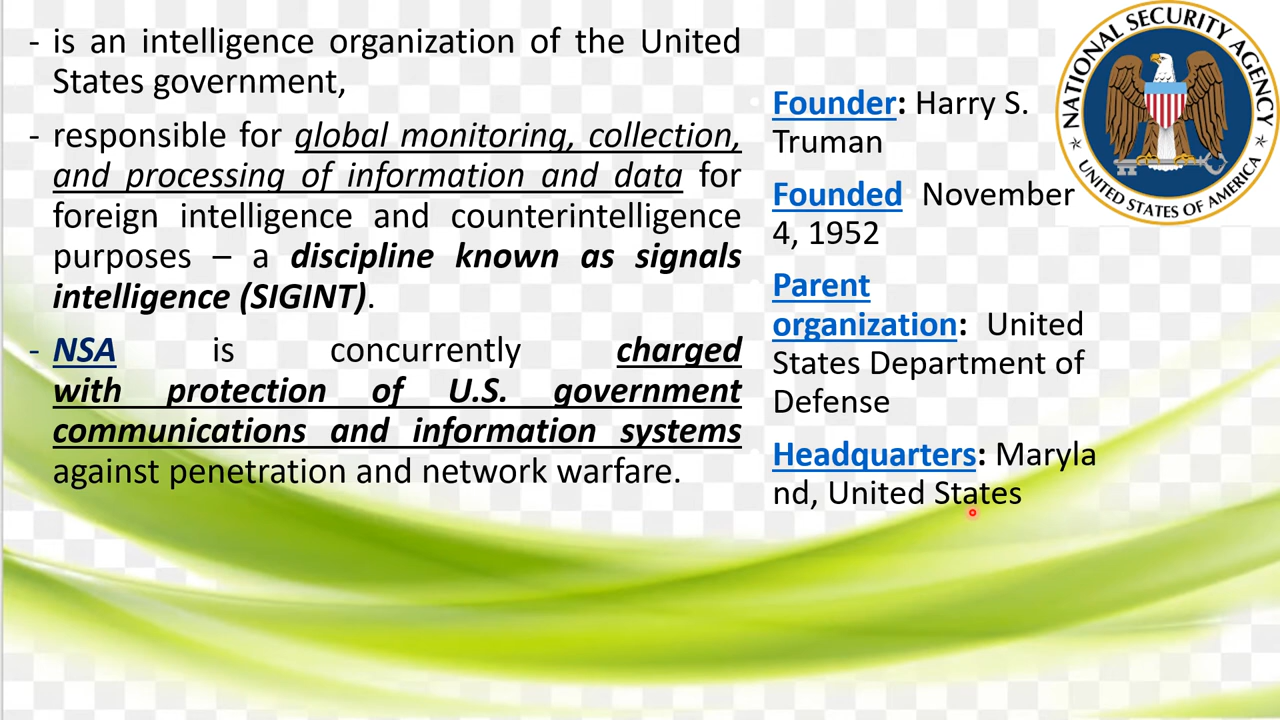 - is an intelligence organization of the United
States government,
- responsible for global monitoring, collection,
and processing of information and data for
foreign intelligence and counterintelligence
purposes – a discipline known as signals
intelligence (SIGINT).
- NSA is concurrently charged
with protection of U.S. government
communications and information systems
against penetration and network warfare.
Founder: Harry S.
Truman
Founded November
4, 1952
Parent
organization: United
States Department of
Defense
Headquarters: Maryla
nd, United States
NATIONAL SECURITY AGENCY
UNITED STATES OF AMERICA